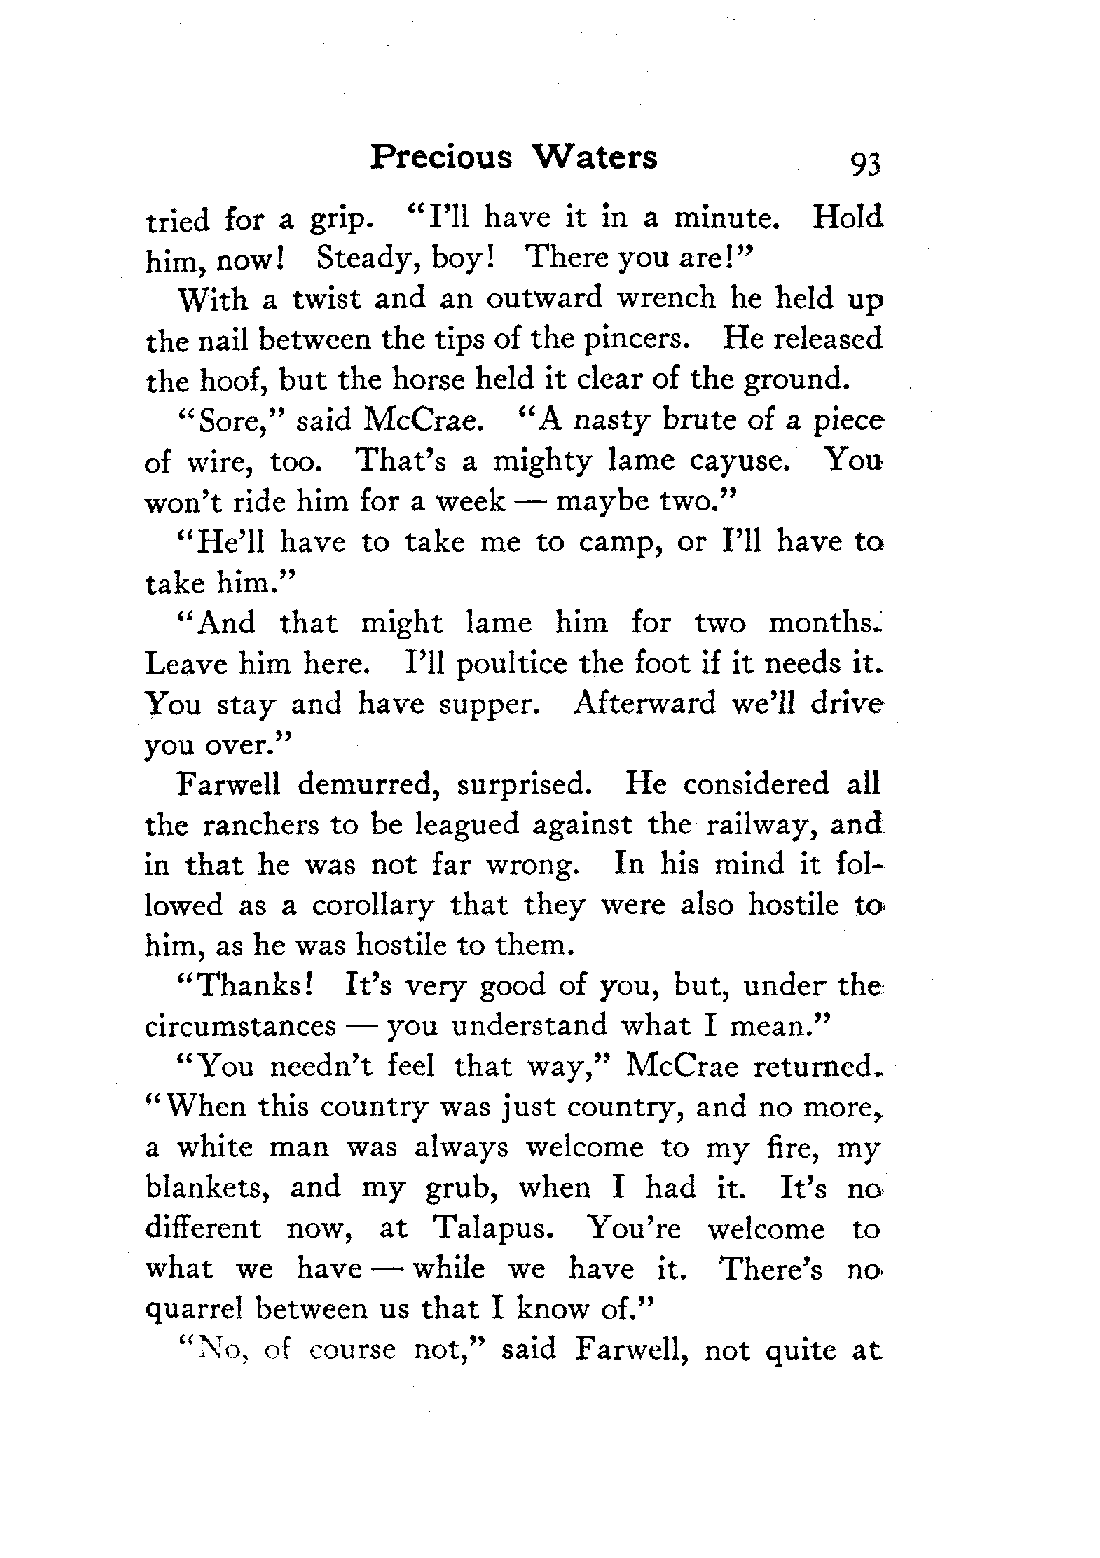 Precious Waters 93
tried for a grip. "I'll have it in a minute. Hold
him, now! Steady, boy! There you are!"
With a twist and an outward wrench he held up
the nail between the tips of the pincers. He released
the hoof, but the horse held it clear of the ground.
"Sore," said McCrae. "A nasty brute of a piece
of wire, too. That's a mighty lame cayuse. You
won't ride him for a week — maybe two."
"He'll have to take me to camp, or I'll have to
take him."
"And that might lame him for two months.
Leave him here. I'll poultice the foot if it needs it.
You stay and have supper. Afterward we'll drive
you over."
Farwell demurred, surprised. He considered all
the ranchers to be leagued against the railway, and
in that he was not far wrong. In his mind it fol-
lowed as a corollary that they were also hostile to
him, as he was hostile to them.
"Thanks! It's very good of you, but, under the
circumstances — you understand what I mean."
"You needn't feel that way," McCrae returned.
"When this country was just country, and no more,
a white man was always welcome to my fire, my
blankets, and my grub, when I had it. It's no
different now, at Talapus. You're welcome to
what we have — while we have it. There's no
quarrel between us that I know of."
"No, of course not," said Farwell, not quite at